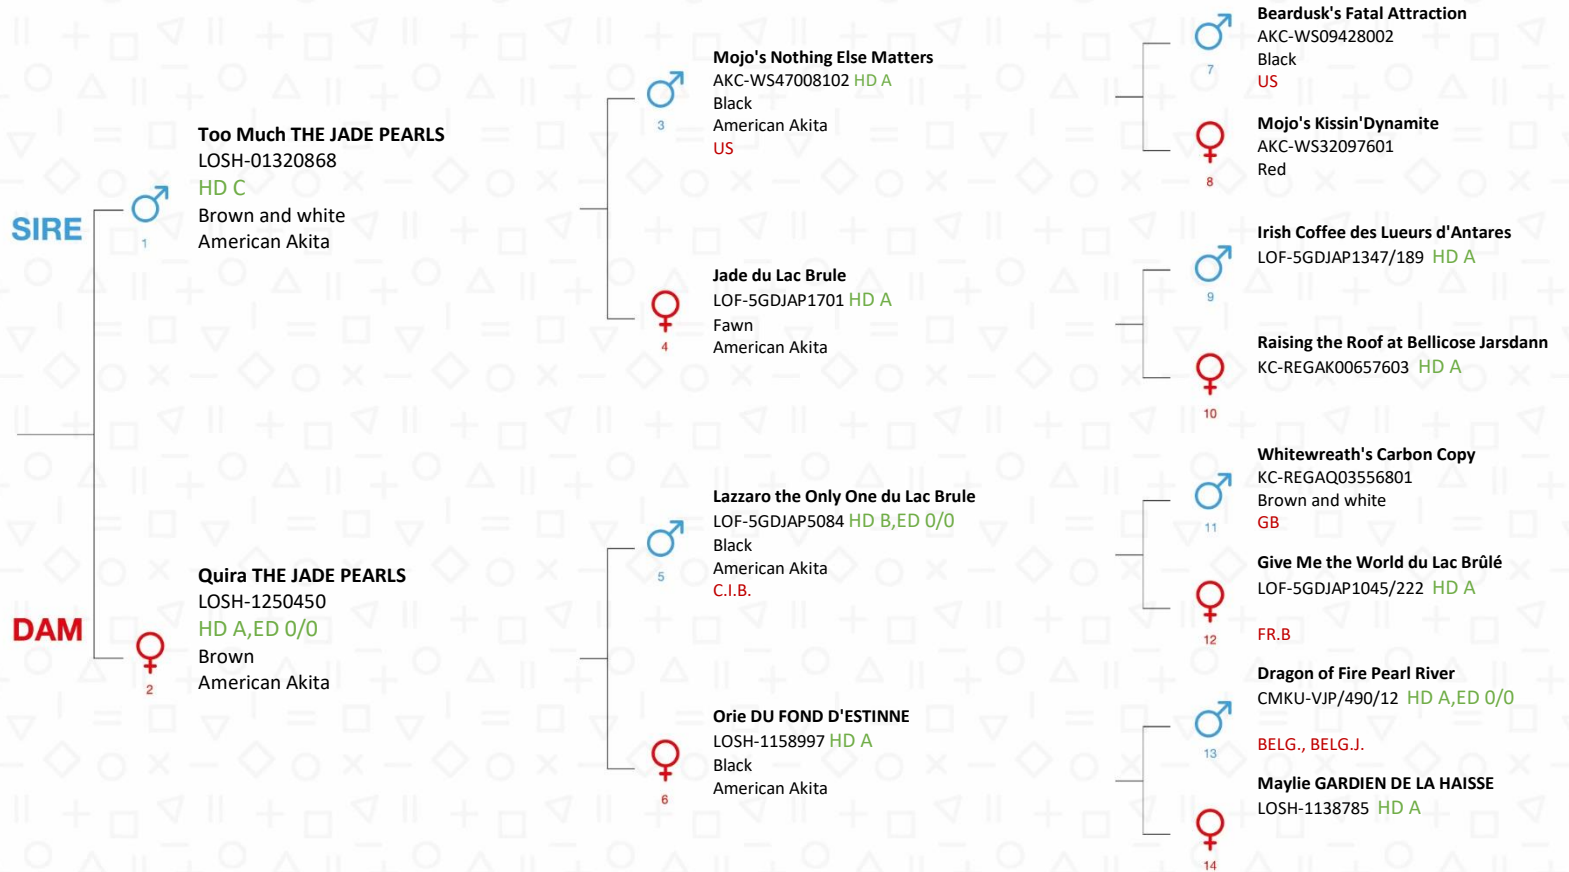 SIRE
1
Too Much THE JADE PEARLS
LOSH-01320868
HD C
Brown and white
American Akita
DAM
2
Quira THE JADE PEARLS
LOSH-1250450
HD A,ED 0/0
Brown
American Akita
3
Mojo's Nothing Else Matters
AKC-WS47008102 HD A
Black
American Akita
US
4
Jade du Lac Brule
LOF-5GDJAP1701 HD A
Fawn
American Akita
5
Lazzaro the Only One du Lac Brule
LOF-5GDJAP5084 HD B,ED 0/0
Black
American Akita
C.I.B.
6
Orie DU FOND D'ESTINNE
LOSH-1158997 HD A
Black
American Akita
7
Beardusk's Fatal Attraction
AKC-WS09428002
Black
US
8
Mojo's Kissin'Dynamite
AKC-WS32097601
Red
9
Irish Coffee des Lueurs d'Antares
LOF-5GDJAP1347/189 HD A
10
Raising the Roof at Bellicose Jarsdann
KC-REGAK00657603 HD A
11
Whitewreath's Carbon Copy
KC-REGAQ03556801
Brown and white
GB
12
Give Me the World du Lac Brûlé
LOF-5GDJAP1045/222 HD A
FR.B
13
Dragon of Fire Pearl River
CMKU-VJP/490/12 HD A,ED 0/0
BELG., BELG.J.
14
Maylie GARDIEN DE LA HAISSE
LOSH-1138785 HD A